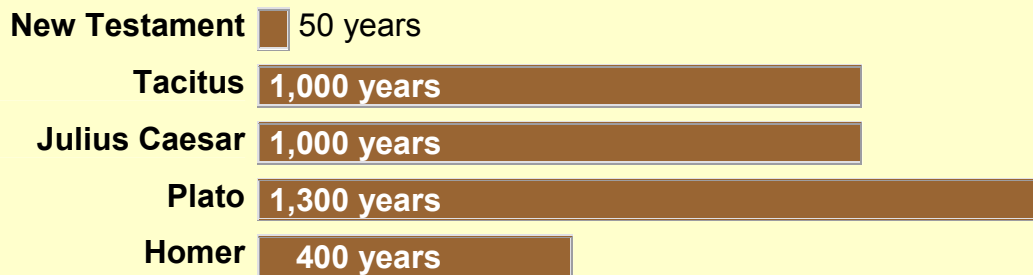 New Testament 50 years
Tacitus 1,000 years
Julius Caesar 1,000 years
Plato 1,300 years
Homer 400 years